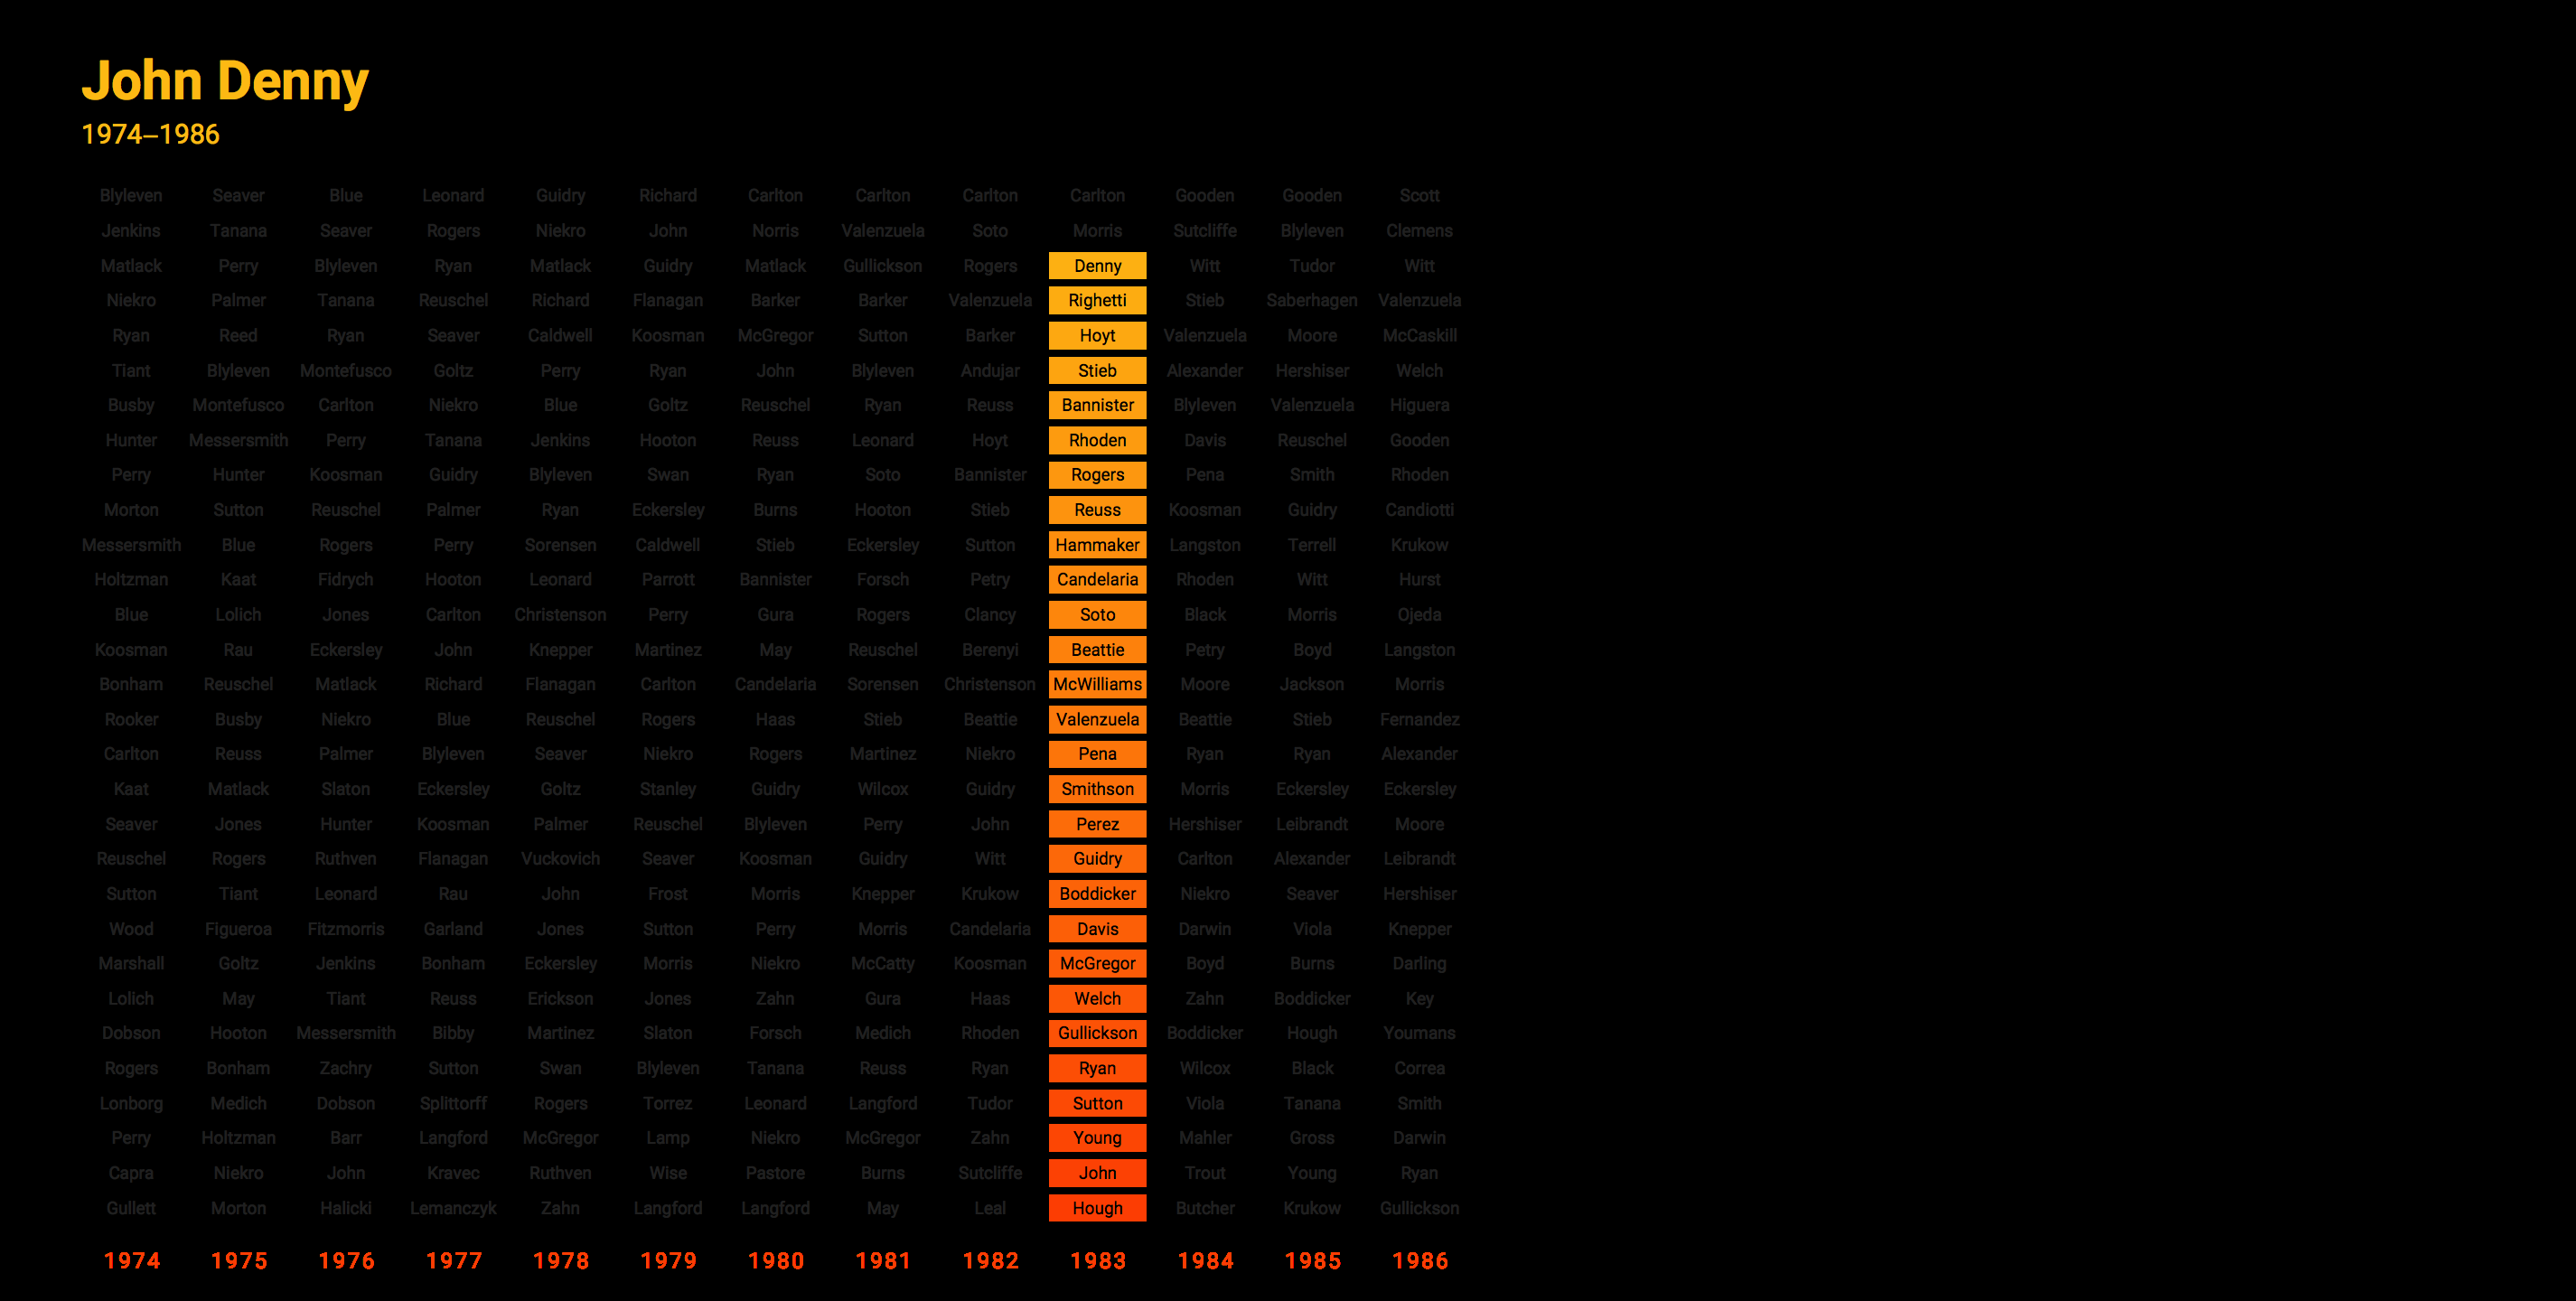 John Denny
1974–1986
Blyleven Seaver Blue Leonard Guidry Richard Carlton Carlton Carlton Carlton Gooden Gooden Scott
Jenkins Tanana Seaver Rogers Niekro John Norris Valenzuela Soto Morris Sutcliffe Blyleven Clemens
Matlack Perry Blyleven Ryan Matlack Guidry Matlack Gullickson Rogers Denny Witt Tudor Witt
Niekro Palmer Tanana Reuschel Richard Flanagan Barker Barker Valenzuela Righetti Stieb Saberhagen Valenzuela
Ryan Reed Ryan Seaver Caldwell Koosman McGregor Sutton Barker Hoyt Valenzuela Moore McCaskill
Tiant Blyleven Montefusco Goltz Perry Ryan John Blyleven Andujar Stieb Alexander Hershiser Welch
Busby Montefusco Carlton Niekro Blue Goltz Reuschel Ryan Reuss Bannister Blyleven Valenzuela Higuera
Hunter Messersmith Perry Tanana Jenkins Hooton Reuss Leonard Hoyt Rhoden Davis Reuschel Gooden
Perry Hunter Koosman Guidry Blyleven Swan Ryan Soto Bannister Rogers Pena Smith Rhoden
Morton Sutton Reuschel Palmer Ryan Eckersley Burns Hooton Stieb Reuss Koosman Guidry Candiotti
Messersmith Blue Rogers Perry Sorensen Caldwell Stieb Eckersley Sutton Hammaker Langston Terrell Krukow
Holtzman Kaat Fidrych Hooton Leonard Parrott Bannister Forsch Petry Candelaria Rhoden Witt Hurst
Blue Lolich Jones Carlton Christenson Perry Gura Rogers Clancy Soto Black Morris Ojeda
Koosman Rau Eckersley John Knepper Martinez May Reuschel Berenyi Beattie Petry Boyd Langston
Bonham Reuschel Matlack Richard Flanagan Carlton Candelaria Sorensen Christenson McWilliams Moore Jackson Morris
Rooker Busby Niekro Blue Reuschel Rogers Haas Stieb Beattie Valenzuela Beattie Stieb Fernandez
Carlton Reuss Palmer Blyleven Seaver Niekro Rogers Martinez Niekro Pena Ryan Ryan Alexander
Kaat Matlack Slaton Eckersley Goltz Stanley Guidry Wilcox Guidry Smithson Morris Eckersley Eckersley
Seaver Jones Hunter Koosman Palmer Reuschel Blyleven Perry John Perez Hershiser Leibrandt Moore
Reuschel Rogers Ruthven Flanagan Vuckovich Seaver Koosman Guidry Witt Guidry Carlton Alexander Leibrandt
Sutton Tiant Leonard Rau John Frost Morris Knepper Krukow Boddicker Niekro Seaver Hershiser
Wood Figueroa Fitzmorris Garland Jones Sutton Perry Morris Candelaria Davis Darwin Viola Knepper
Marshall Goltz Jenkins Bonham Eckersley Morris Niekro McCatty Koosman McGregor Boyd Burns Darling
Lolich May Tiant Reuss Erickson Jones Zahn Gura Haas Welch Zahn Boddicker Key
Dobson Hooton Messersmith Bibby Martinez Slaton Forsch Medich Rhoden Gullickson Boddicker Hough Youmans
Rogers Bonham Zachry Sutton Swan Blyleven Tanana Reuss Ryan Ryan Wilcox Black Correa
Lonborg Medich Dobson Splittorff Rogers Torrez Leonard Langford Tudor Sutton Viola Tanana Smith
Perry Holtzman Barr Langford McGregor Lamp Niekro McGregor Zahn Young Mahler Gross Darwin
Capra Niekro John Kravec Ruthven Wise Pastore Burns Sutcliffe John Trout Young Ryan
Gullett Morton Halicki Lemanczyk Zahn Langford Langford May Leal Hough Butcher Krukow Gullickson
1974 1975 1976 1977 1978 1979 1980 1981 1982 1983 1984 1985 1986